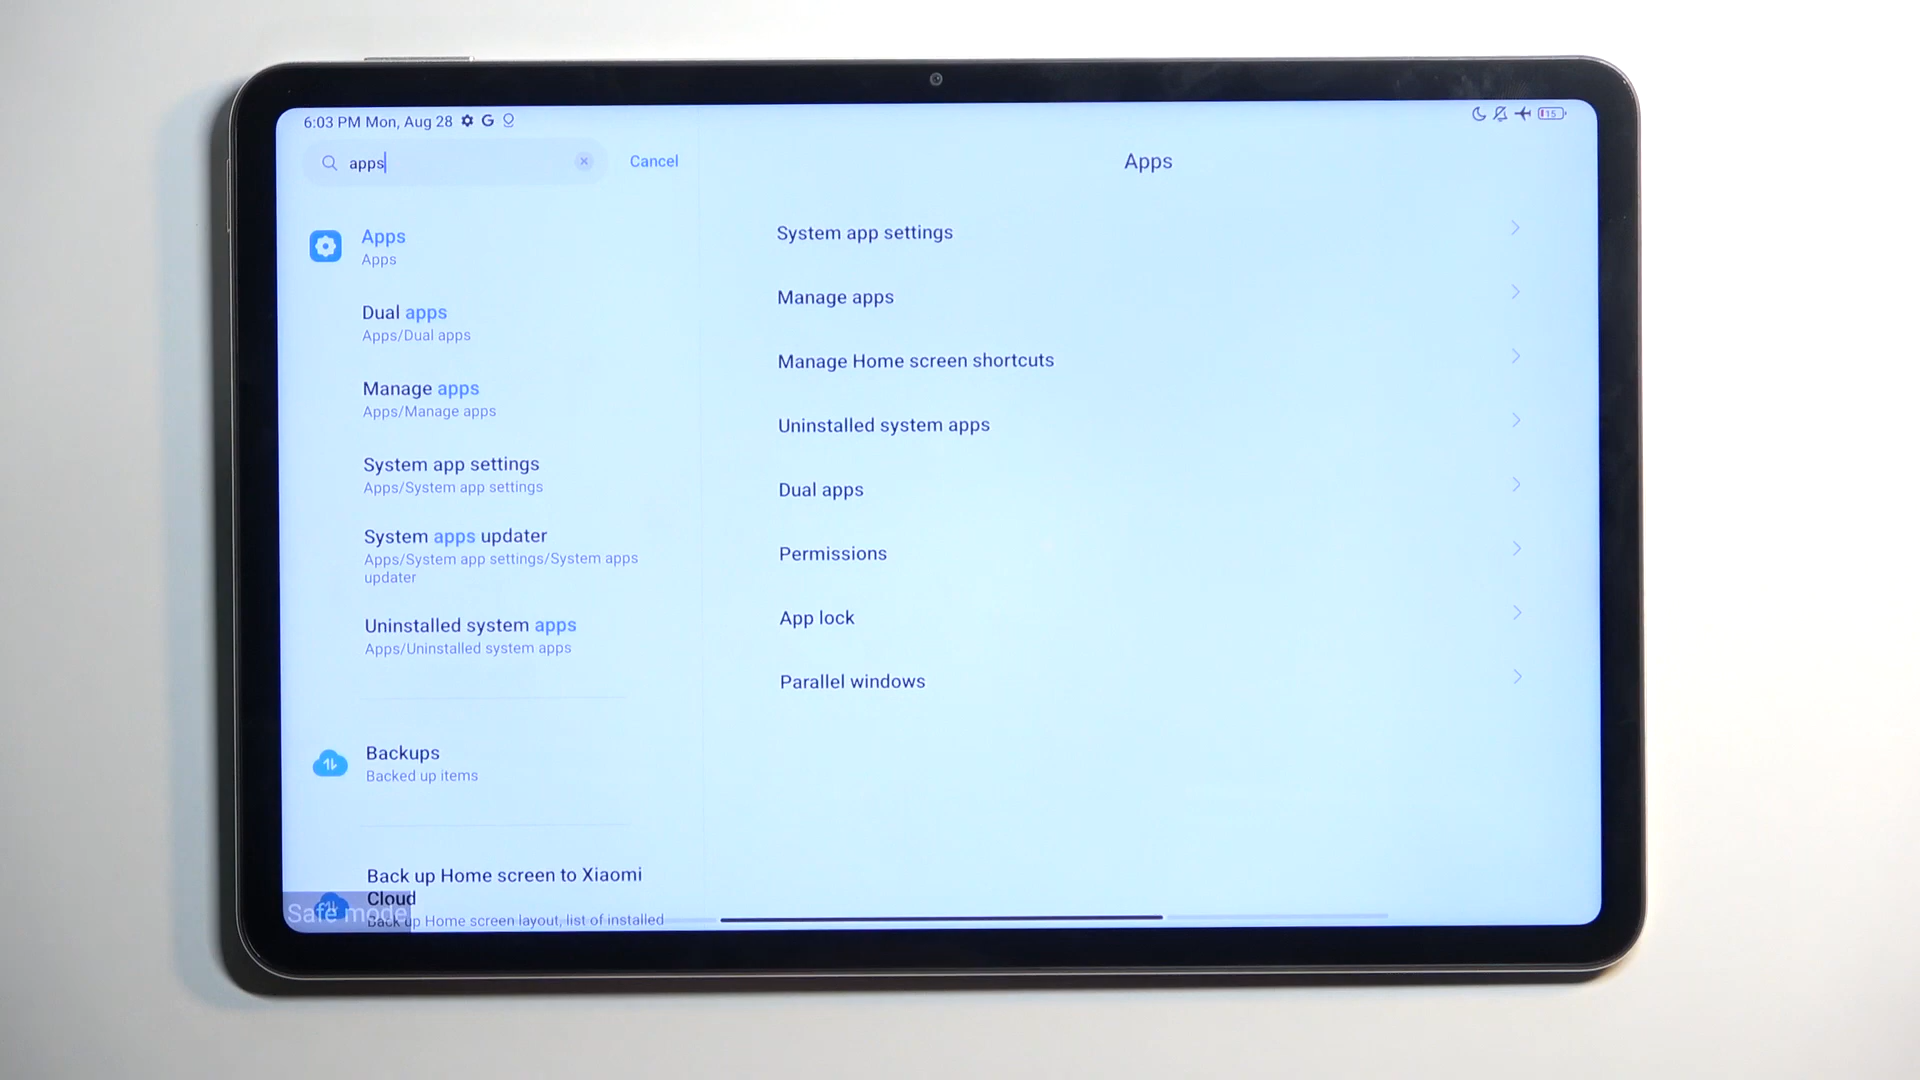 6:03 PM Mon, Aug 28
15
apps
Cancel
Apps
Apps
Dual apps
Apps/Dual apps
Manage apps
Apps/Manage apps
System app settings
Apps/System app settings
System apps updater
Apps/System app settings/System apps
updater
Uninstalled system apps
Apps/Uninstalled system apps
Backups
Backed up items
Back up Home screen to Xiaomi
Cloud
Back up Home screen layout, list of installed
Safe mode
Apps
System app settings
Manage apps
Manage Home screen shortcuts
Uninstalled system apps
Dual apps
Permissions
App lock
Parallel windows